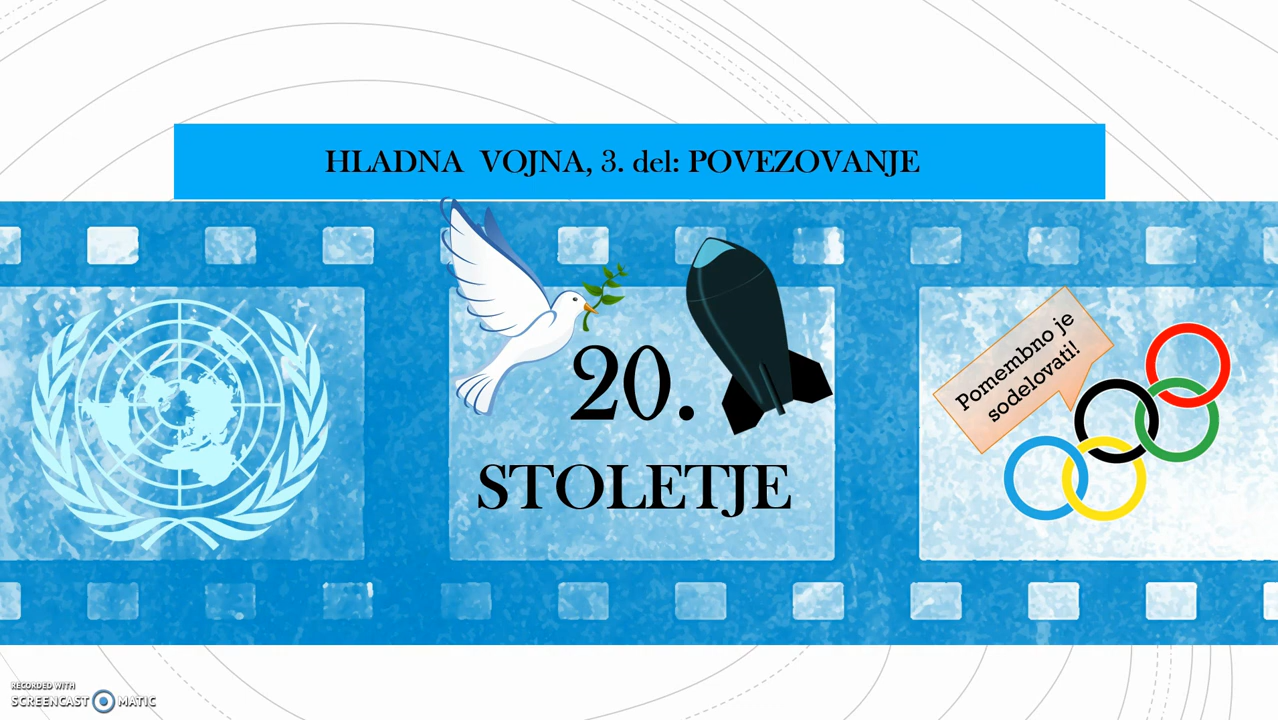 HLADNA VOJNA, 3. del: POVEZOVANJE
20.
STOLETJE
Pomembno je
sodelovati!
RECORDED WITH
SCREENCAST MATIC